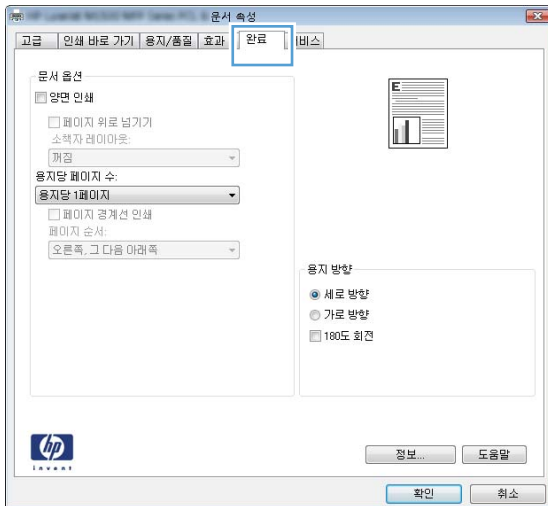 문서 속성
고급 인쇄 바로 가기 용지/품질 효과 완료 비스
문서 옵션
양면 인쇄
페이지 위로 넘기기
소책자 레이아웃:
꺼짐
용지당 페이지 수:
용지당 1페이지
페이지 경계선 인쇄
페이지 순서:
오른쪽, 그 다음 아래쪽
E
용지 방향
세로 방향
가로 방향
180도 회전
hp
invent
정보... 도움말
확인 취소